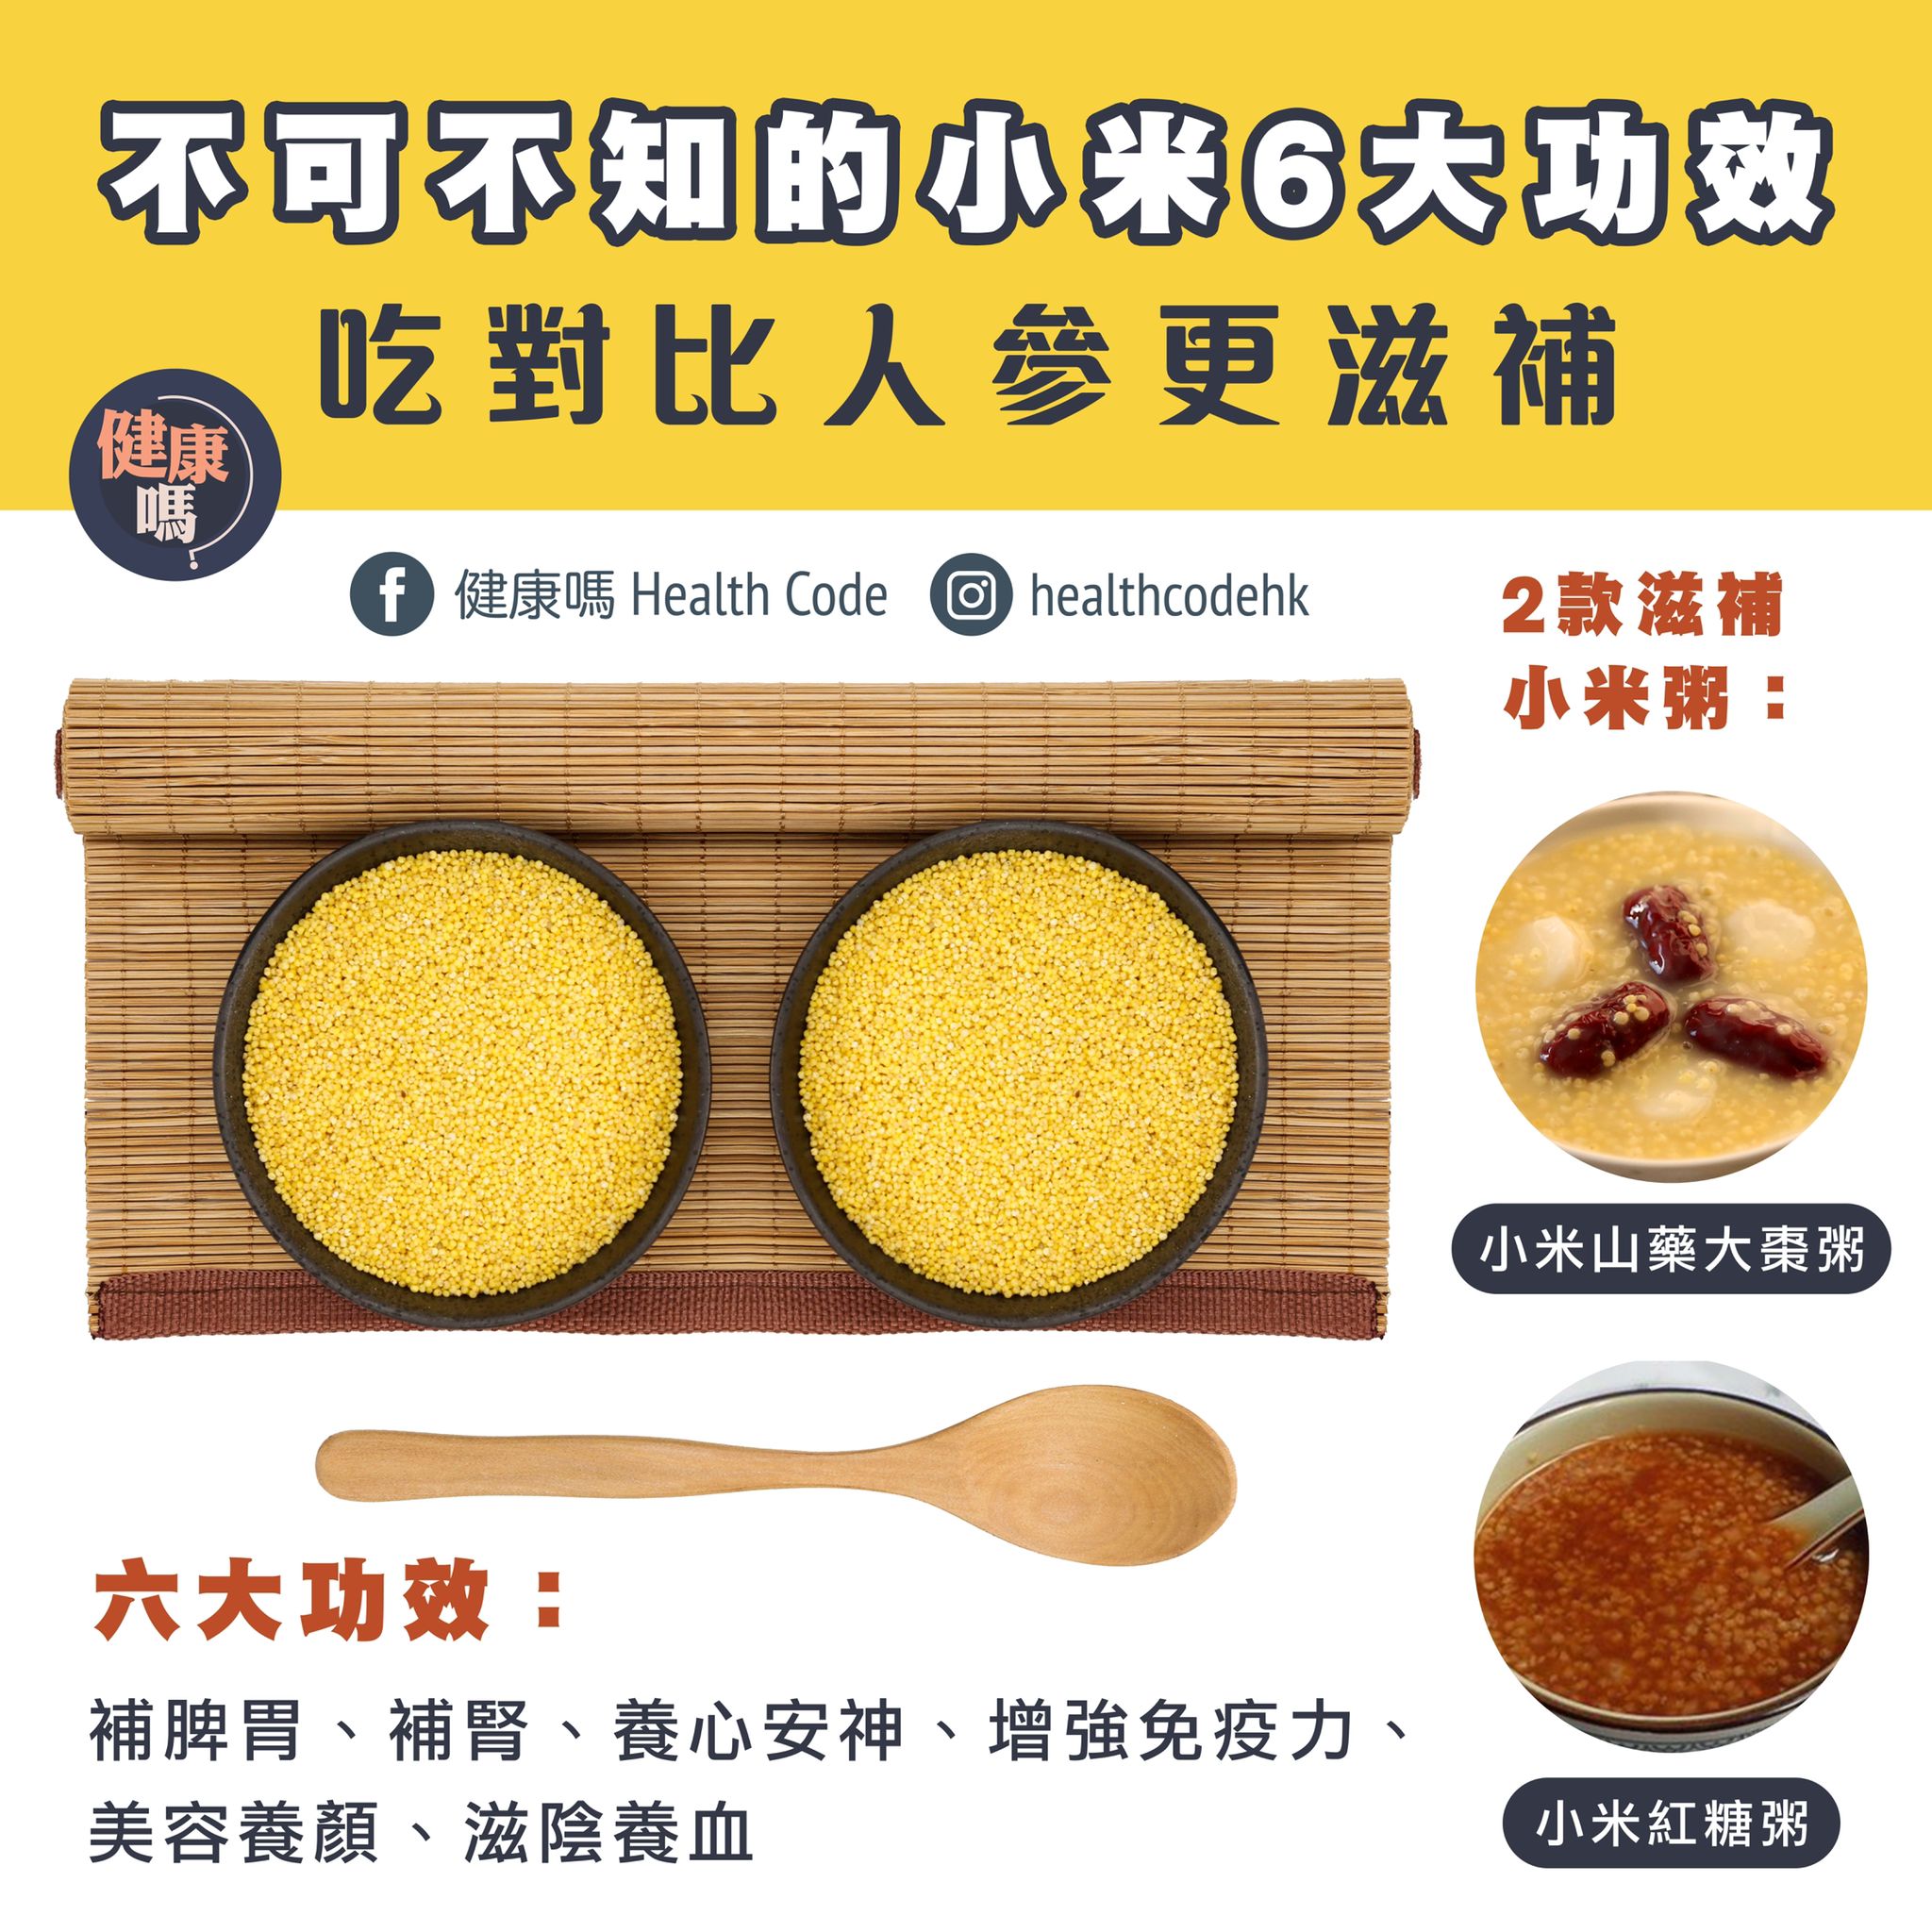 不可不知的小米6大功效
吃對比人參更滋補
健康
嗎?
健康嗎 Health Code
healthcodehk
2款滋補
小米粥：
小米山藥大棗粥
小米紅糖粥
六大功效：
補脾胃、補腎、養心安神、增強免疫力、
美容養顏、滋陰養血